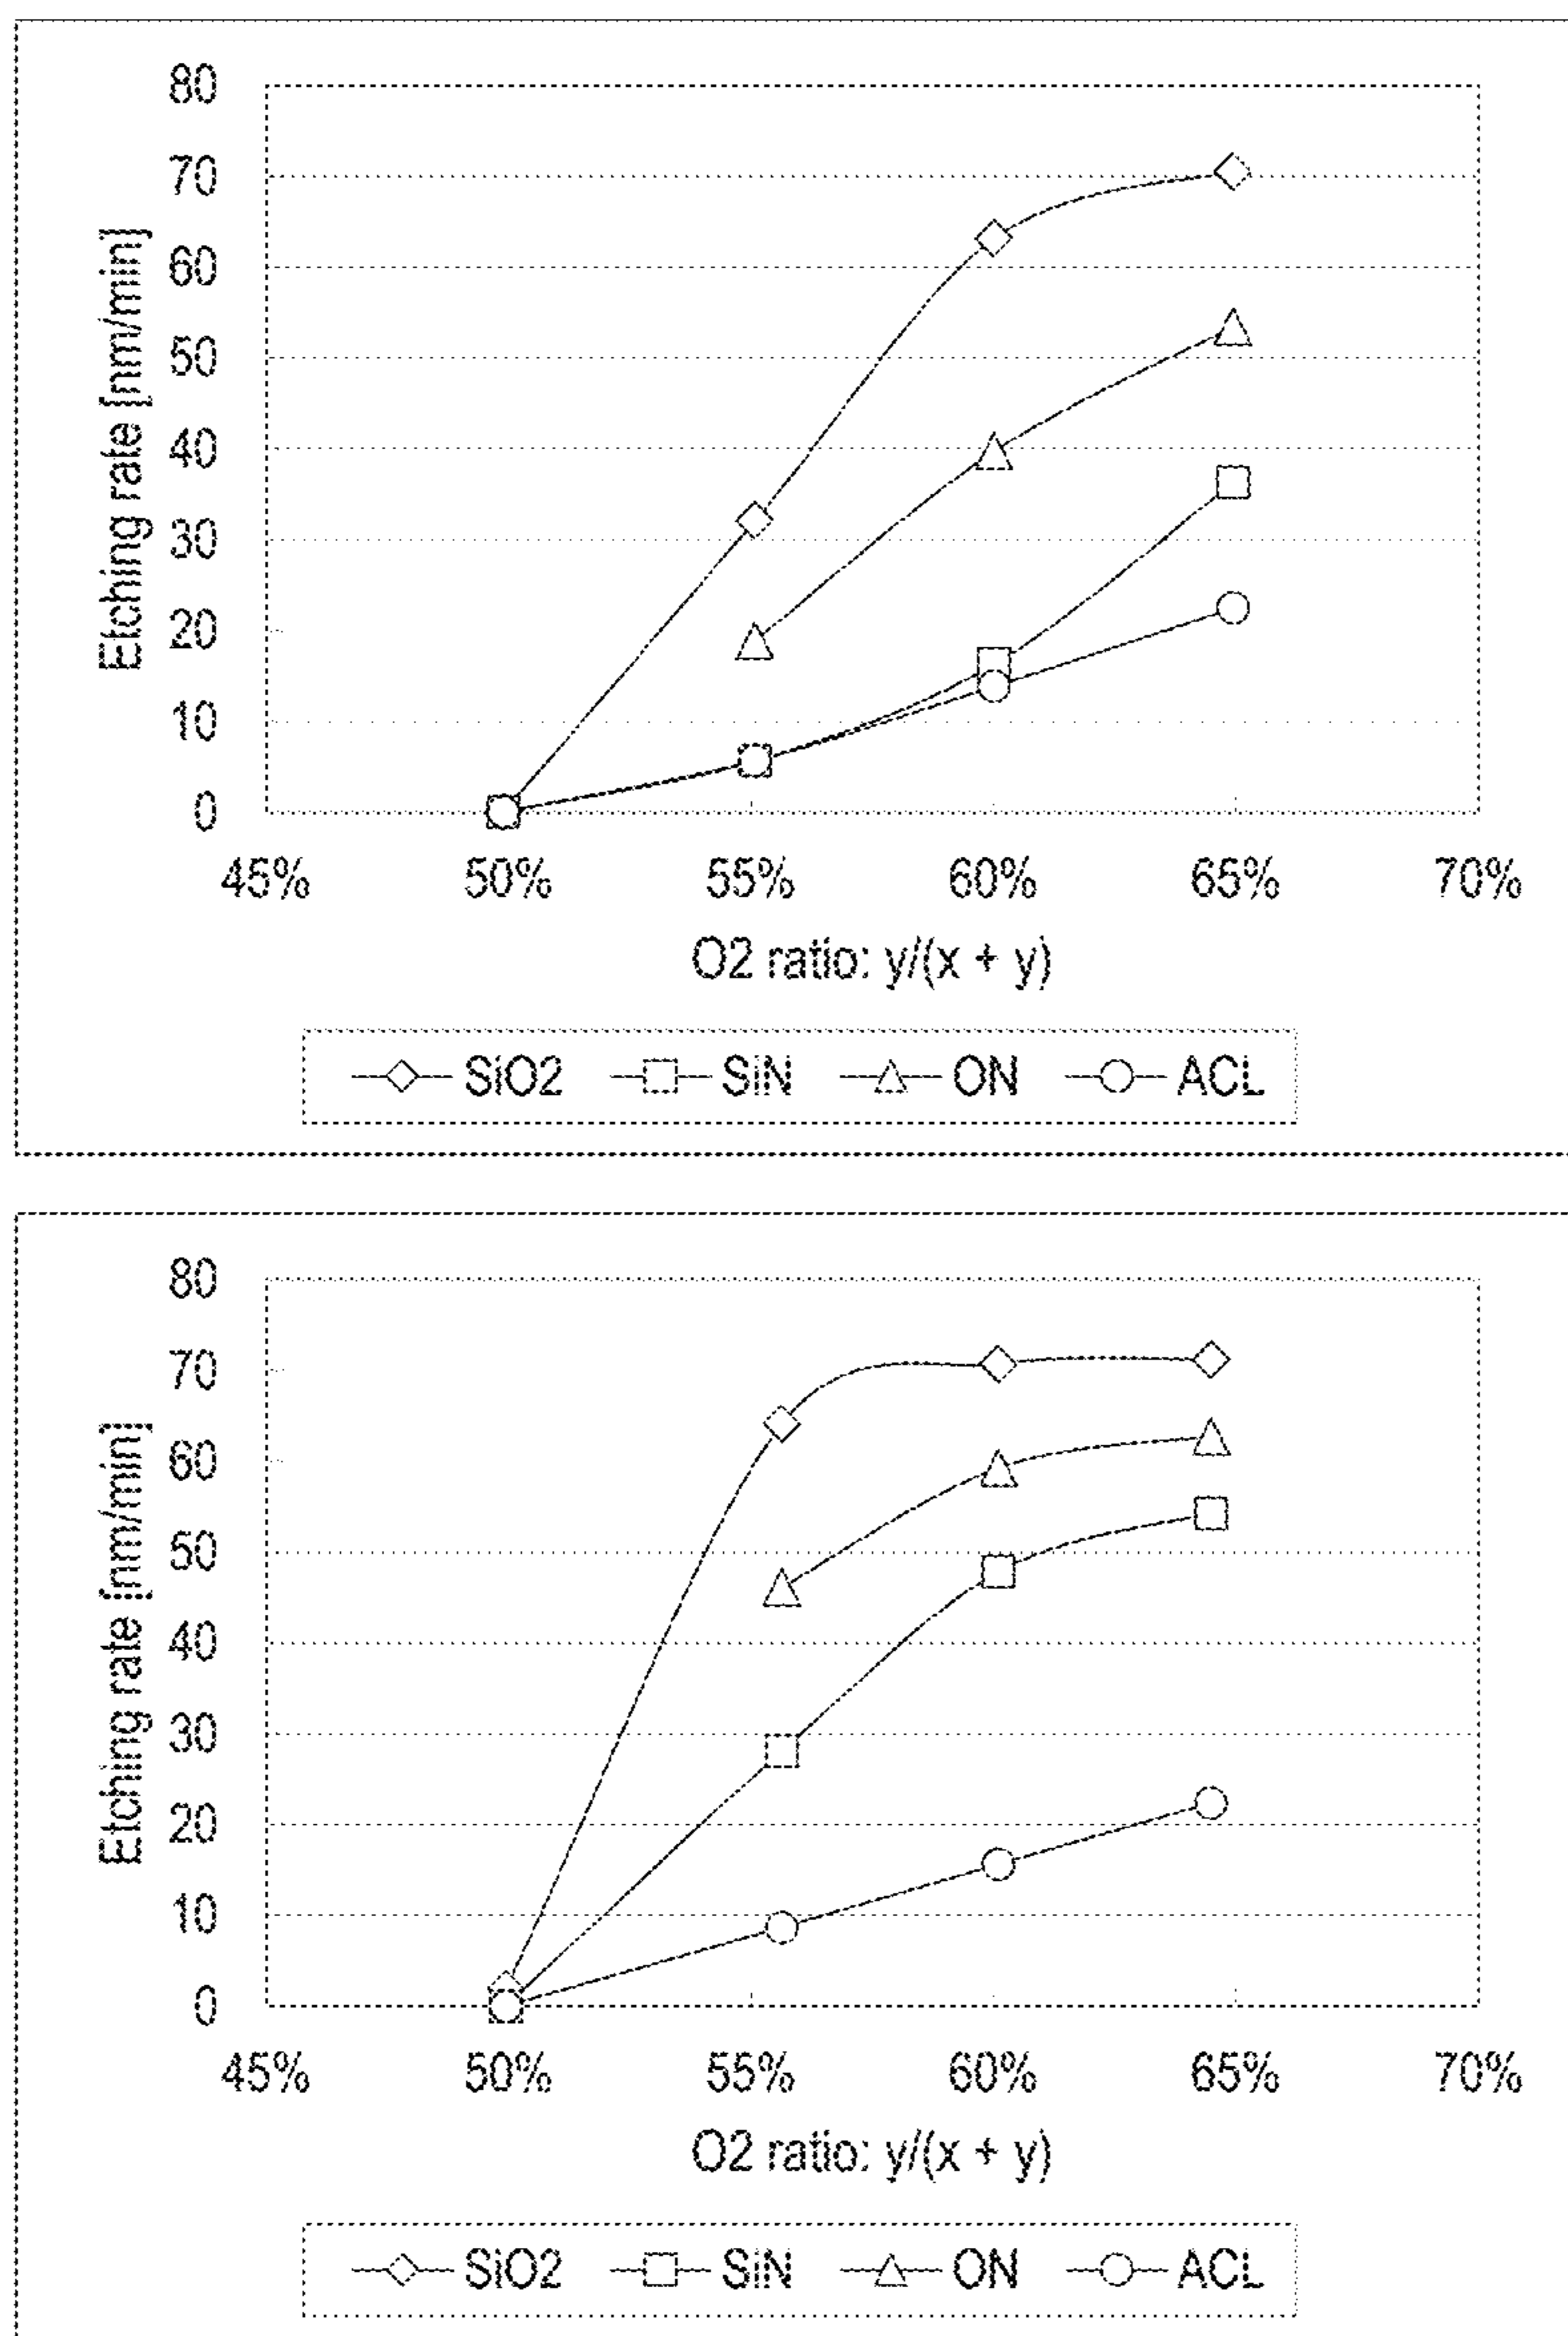 80
70
60
50
40
30
20
10
0
Etching rate [nm/min]
45% 50% 55% 60% 65% 70%
O2 ratio: y/(x + y)
SiO2 SiN ON ACL
80
70
60
50
40
30
20
10
0
Etching rate [nm/min]
45% 50% 55% 60% 65% 70%
O2 ratio: y/(x + y)
SiO2 SiN ON ACL